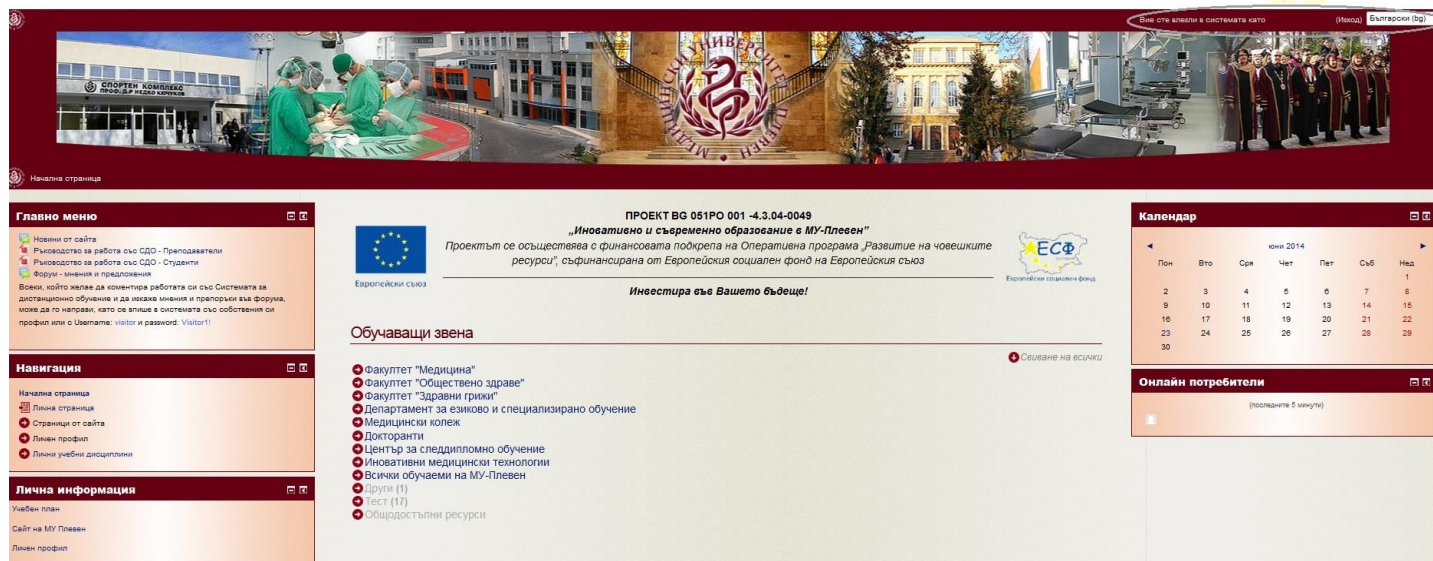 Вие сте влезли в системата като (Изход) Български (bg)
СПОРТЕН КОМПЛЕКС
ПРОФ. Д-Р НЕДКО КЮЧУКОВ
МЕДИЦИНСКИ УНИВЕРСИТЕТ ПЛЕВЕН
Начална страница
Главно меню
Новини от сайта
Ръководство за работа със СДО - Преподаватели
Ръководство за работа със СДО - Студенти
Форум - мнения и предложения
Всеки, който желае да коментира работата си със Системата за
дистанционно обучение и да изкаже мнения и препоръки във форума,
може да го направи, като се впише в системата със собствения си
профил или с Username: visitor и password: Visitor1!
Навигация
Начална страница
Лична страница
Страници от сайта
Личен профил
Лични учебни дисциплини
Лична информация
Учебен план
Сайт на МУ Плевен
Личен профил
Европейски съюз
ПРОЕКТ BG 051PO 001 -4.3.04-0049
„Иновативно и съвременно образование в МУ-Плевен”
Проектът се осъществява с финансовата подкрепа на Оперативна програма „Развитие на човешките
ресурси”, съфинансирана от Европейския социален фонд на Европейския съюз
Инвестира във Вашето бъдеще!
ЕСФ
Европейски социален фонд
Обучаващи звена
Свиване на всички
Факултет "Медицина"
Факултет "Обществено здраве"
Факултет "Здравни грижи"
Департамент за езиково и специализирано обучение
Медицински колеж
Докторанти
Център за следдипломно обучение
Иновативни медицински технологии
Всички обучаеми на МУ-Плевен
Други (1)
Тест (17)
Общодостъпни ресурси
Календар
юни 2014
Пон Вто Сря Чет Пет Съб Нед
1
2 3 4 5 6 7 8
9 10 11 12 13 14 15
16 17 18 19 20 21 22
23 24 25 26 27 28 29
30
Онлайн потребители
(последните 5 минути)